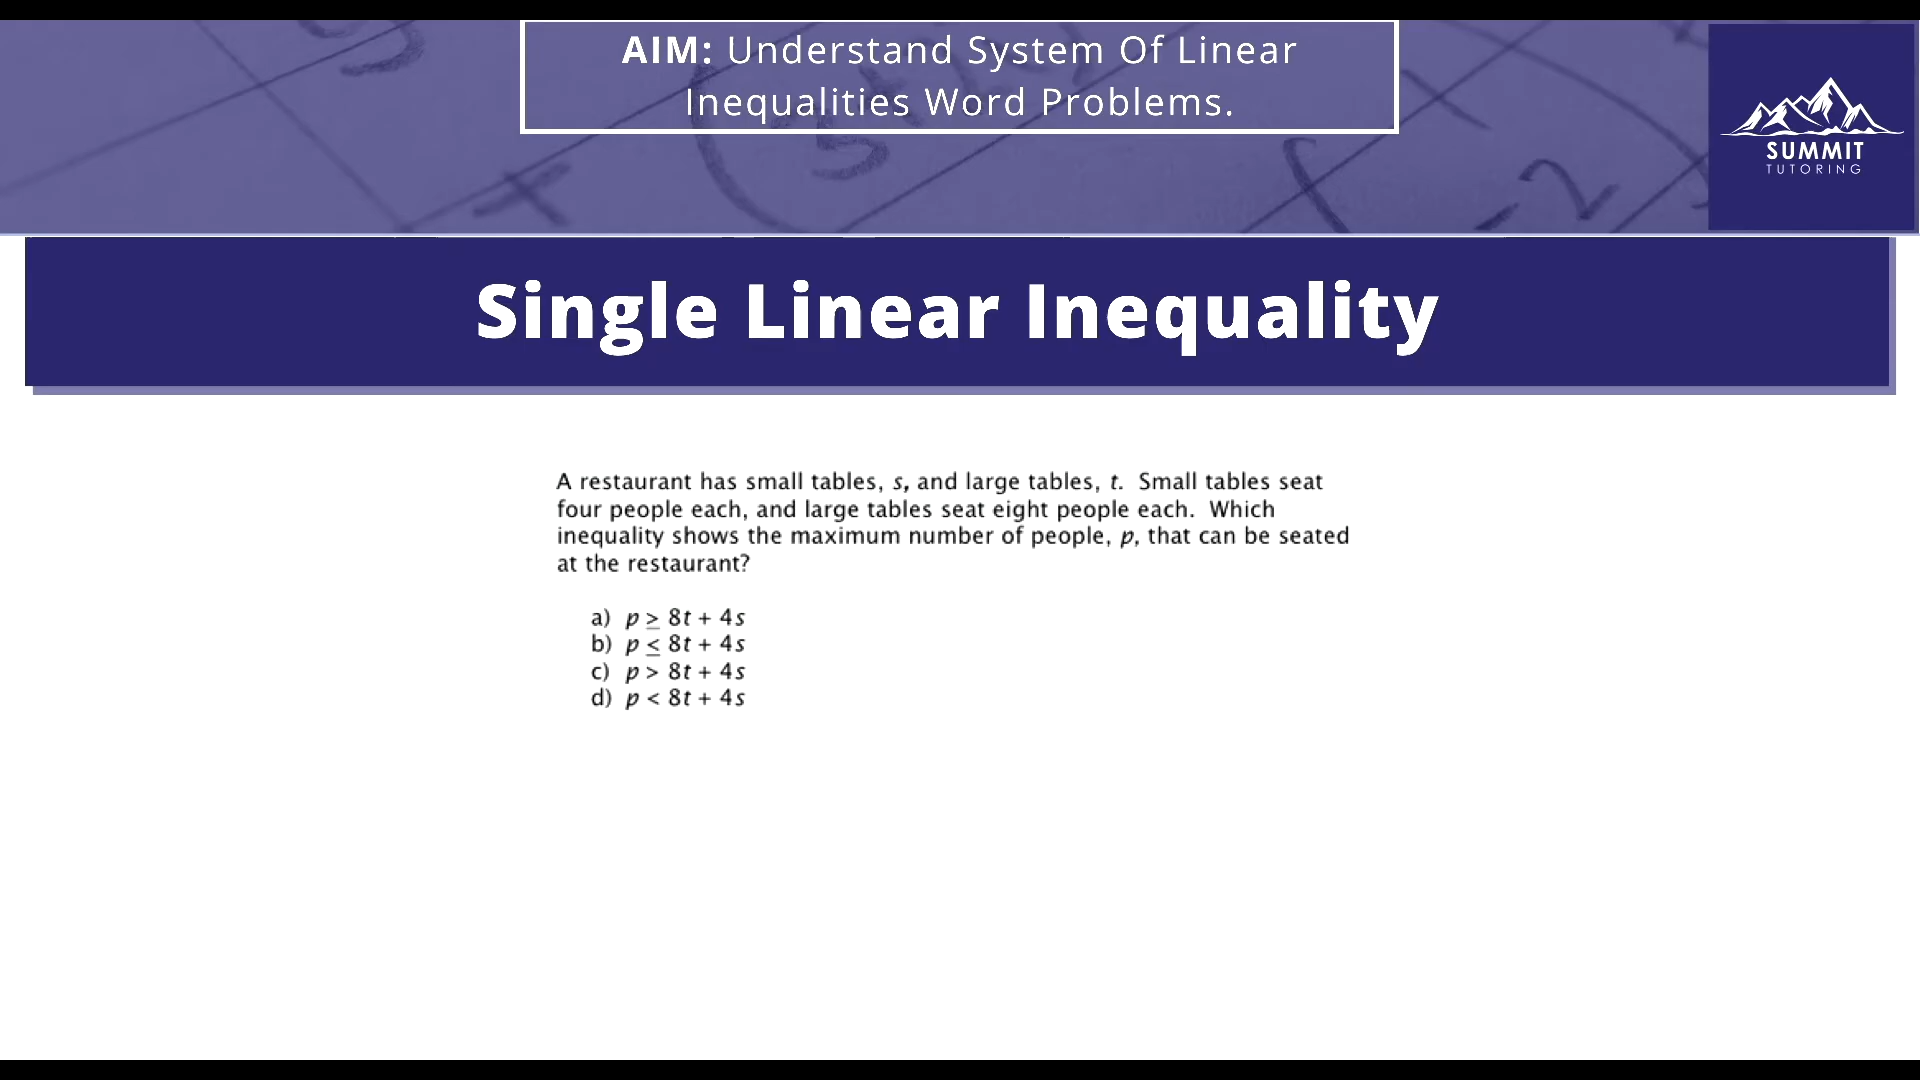 AIM: Understand System Of Linear
Inequalities Word Problems.
SUMMIT
TUTORING
Single Linear Inequality
A restaurant has small tables, s, and large tables, t. Small tables seat
four people each, and large tables seat eight people each. Which
inequality shows the maximum number of people, p, that can be seated
at the restaurant?
a) p ≥ 8t + 4s
b) p ≤ 8t + 4s
c) p > 8t + 4s
d) p < 8t + 4s